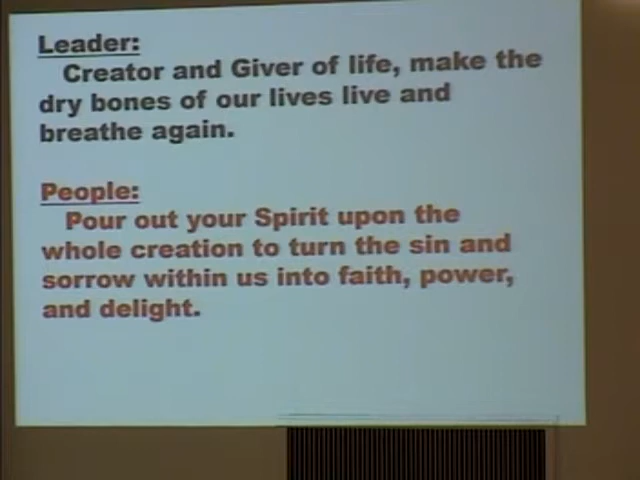 Leader:
Creator and Giver of life, make the
dry bones of our lives live and
breathe again.
People:
Pour out your Spirit upon the
whole creation to turn the sin and
sorrow within us into faith, power,
and delight.